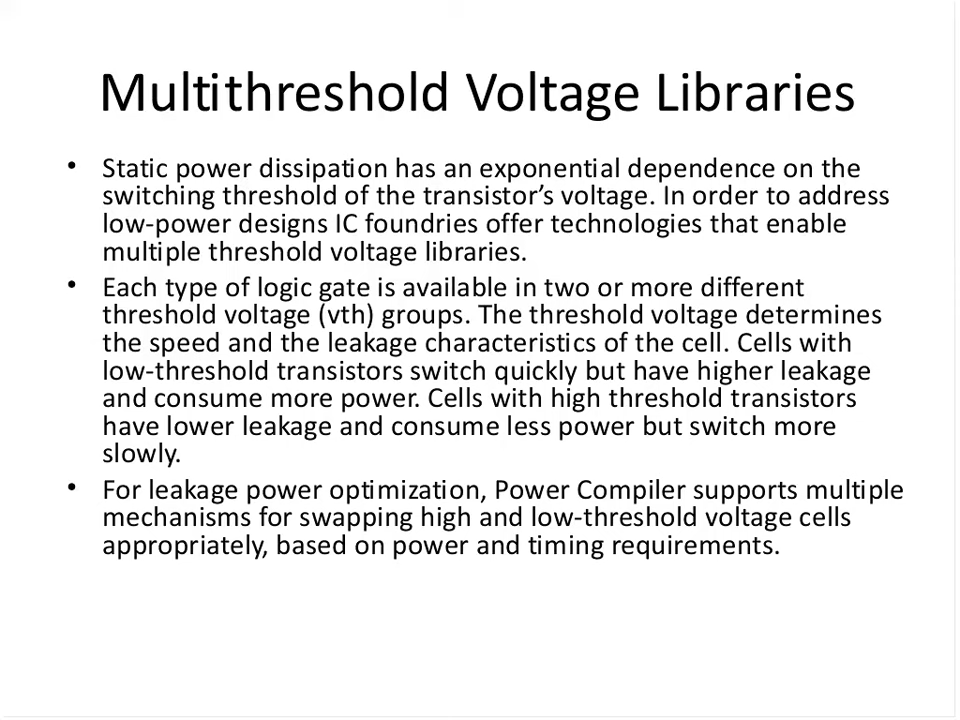 Multithreshold Voltage Libraries
• Static power dissipation has an exponential dependence on the
switching threshold of the transistor’s voltage. In order to address
low-power designs IC foundries offer technologies that enable
multiple threshold voltage libraries.
• Each type of logic gate is available in two or more different
threshold voltage (vth) groups. The threshold voltage determines
the speed and the leakage characteristics of the cell. Cells with
low-threshold transistors switch quickly but have higher leakage
and consume more power. Cells with high threshold transistors
have lower leakage and consume less power but switch more
slowly.
• For leakage power optimization, Power Compiler supports multiple
mechanisms for swapping high and low-threshold voltage cells
appropriately, based on power and timing requirements.